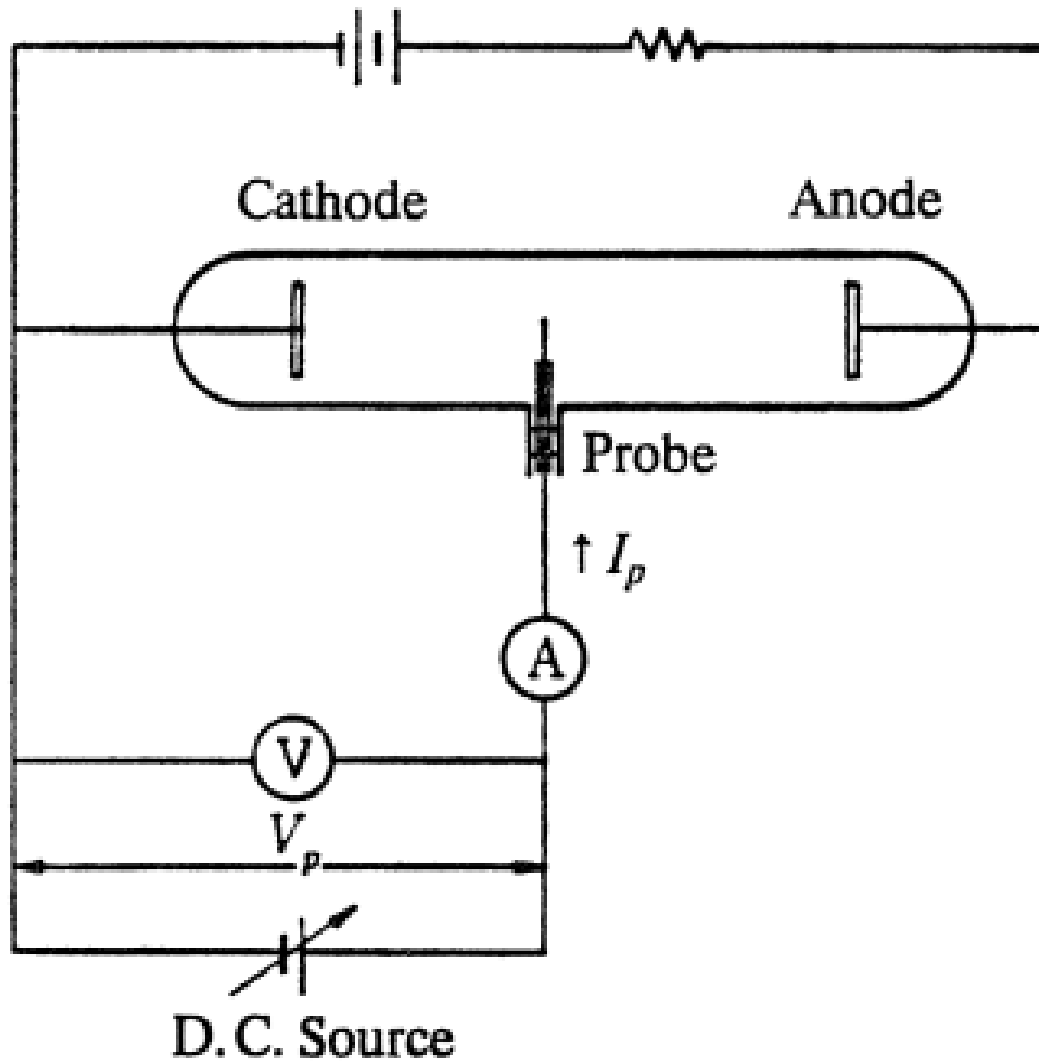 Cathode
Anode
Probe
↑ I_p
A
V
V_p
D.C. Source